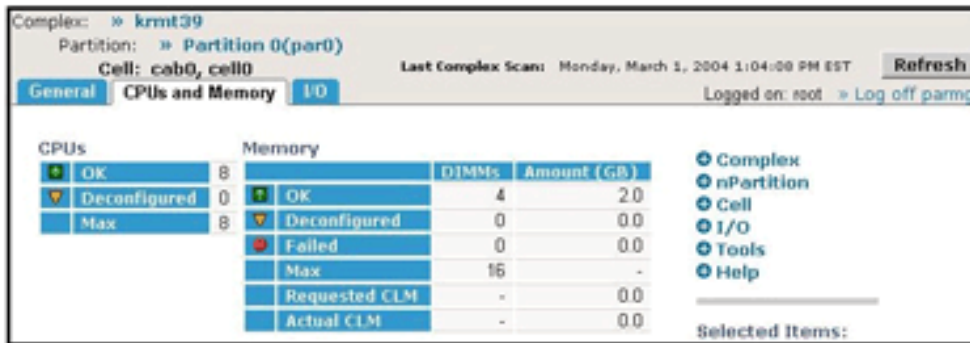 Complex: » krmt39
Partition: » Partition 0(par0)
Cell: cab0, cell0
Last Complex Scan: Monday, March 1, 2004 1:04:08 PM EST
Refresh
General CPUs and Memory I/O
Logged on: root » Log off parmg
CPUs
OK 8
Deconfigured 0
Max 8
Memory
DIMMs Amount (GB)
OK 4 2.0
Deconfigured 0 0.0
Failed 0 0.0
Max 16 -
Requested CLM - 0.0
Actual CLM - 0.0
Complex
nPartition
Cell
I/O
Tools
Help
Selected Items: